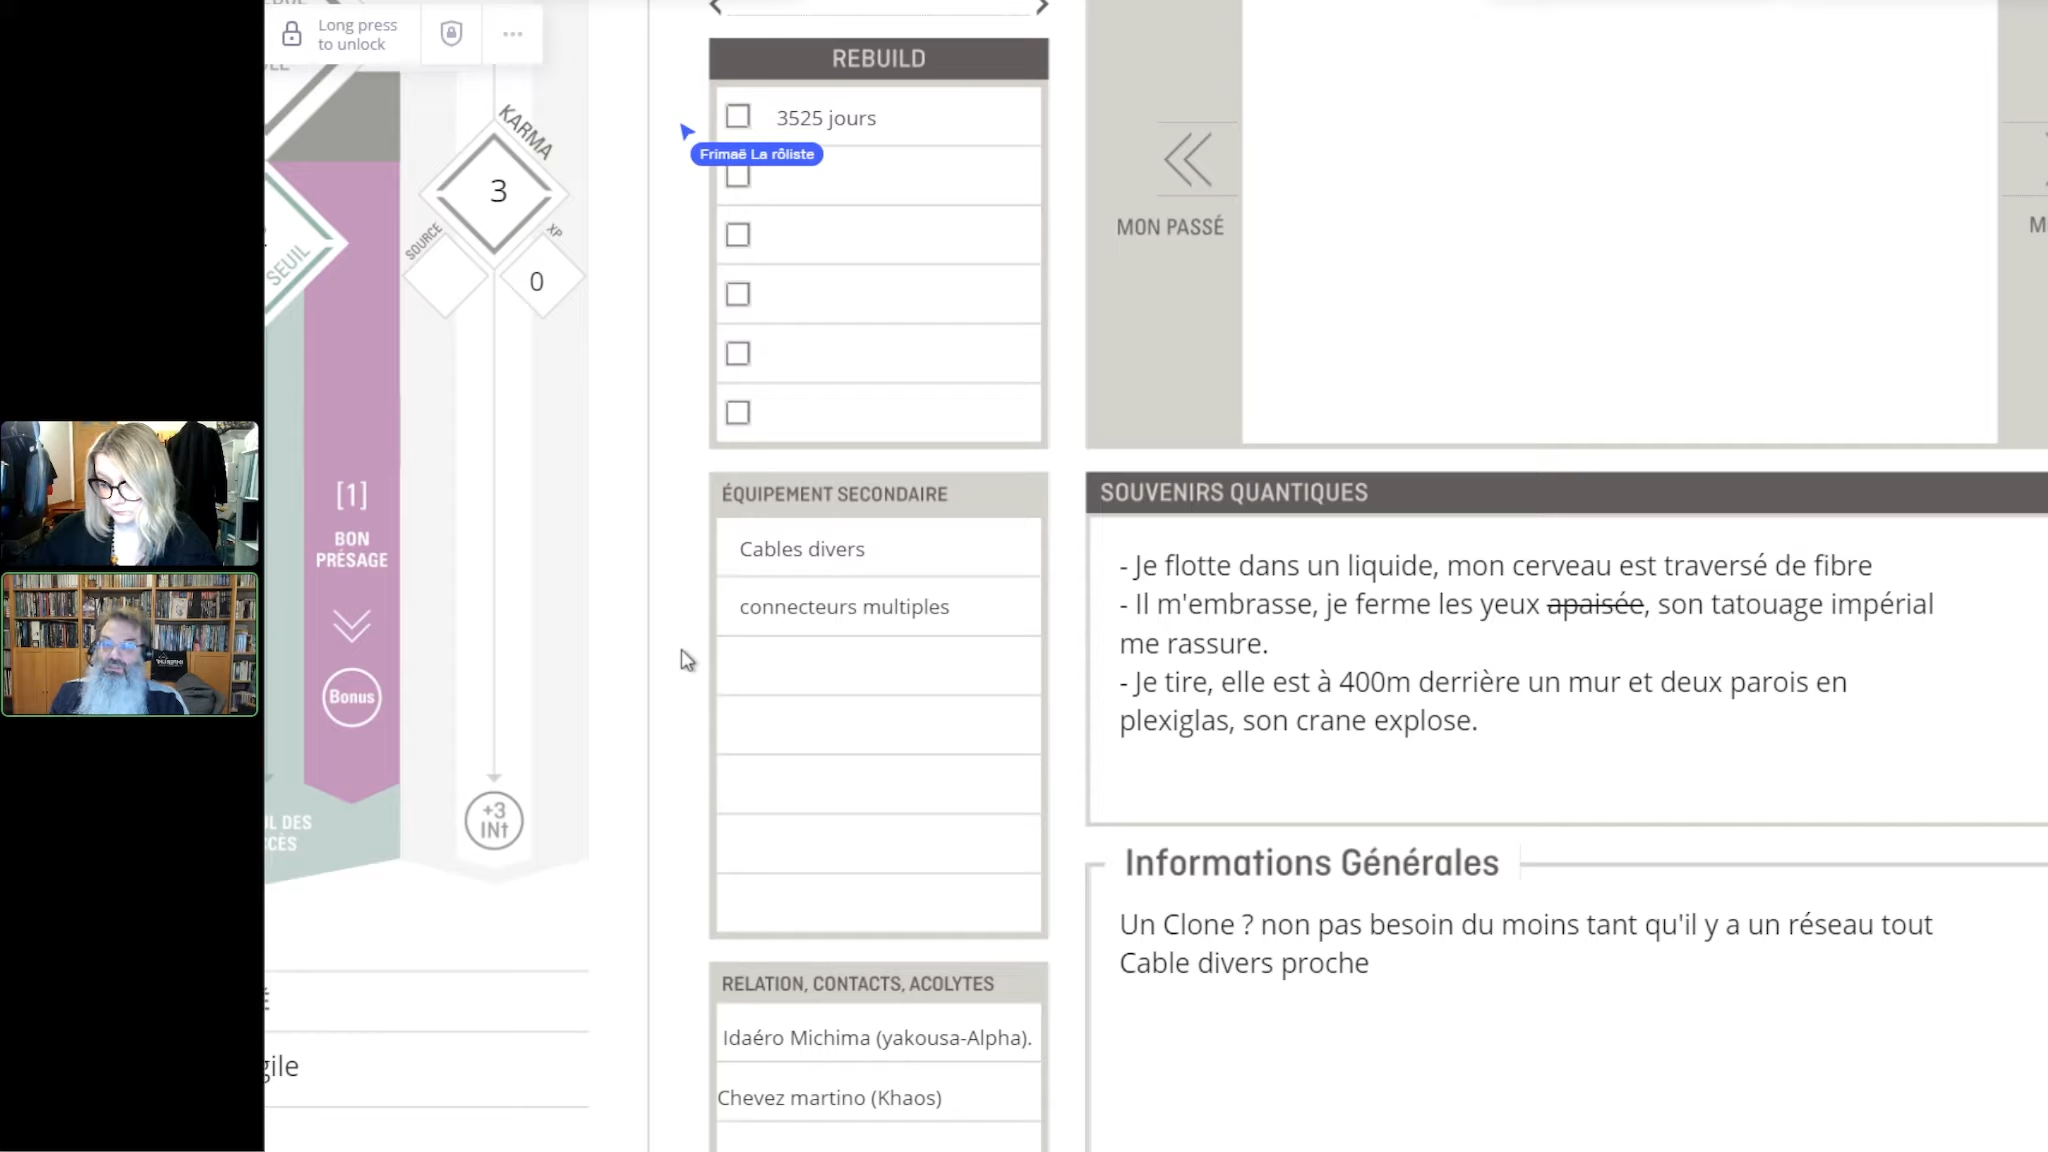 Long press
to unlock
...
KARMA
3
SOURCE
XP
0
SEUIL
[1]
BON
PRÉSAGE
Bonus
+3
INt
L DES
CÈS
É
gile
REBUILD
3525 jours
Frimaë La rôliste
ÉQUIPEMENT SECONDAIRE
Cables divers
connecteurs multiples
RELATION, CONTACTS, ACOLYTES
Idaéro Michima (yakousa-Alpha).
Chevez martino (Khaos)
MON PASSÉ
M
SOUVENIRS QUANTIQUES
- Je flotte dans un liquide, mon cerveau est traversé de fibre
- Il m'embrasse, je ferme les yeux apaisée, son tatouage impérial
me rassure.
- Je tire, elle est à 400m derrière un mur et deux parois en
plexiglas, son crane explose.
Informations Générales
Un Clone ? non pas besoin du moins tant qu'il y a un réseau tout
Cable divers proche